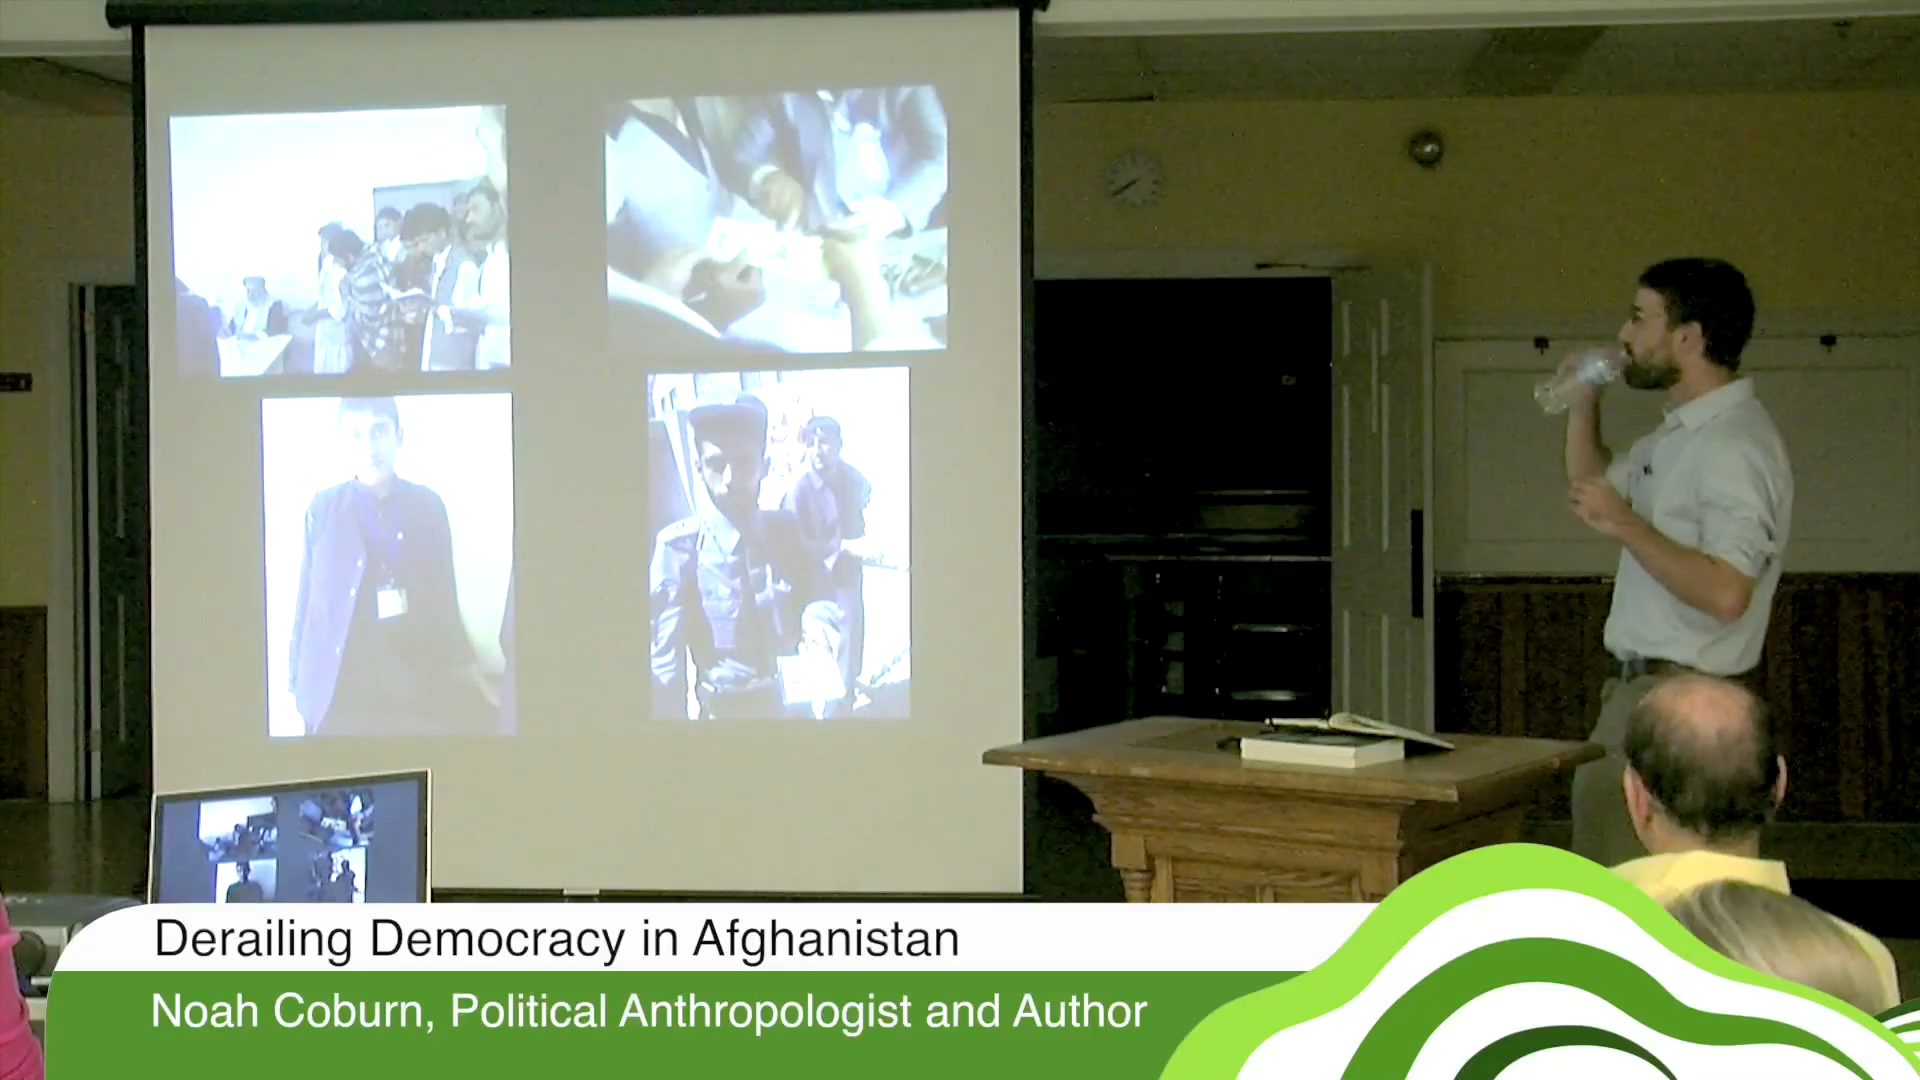 Derailing Democracy in Afghanistan
Noah Coburn, Political Anthropologist and Author